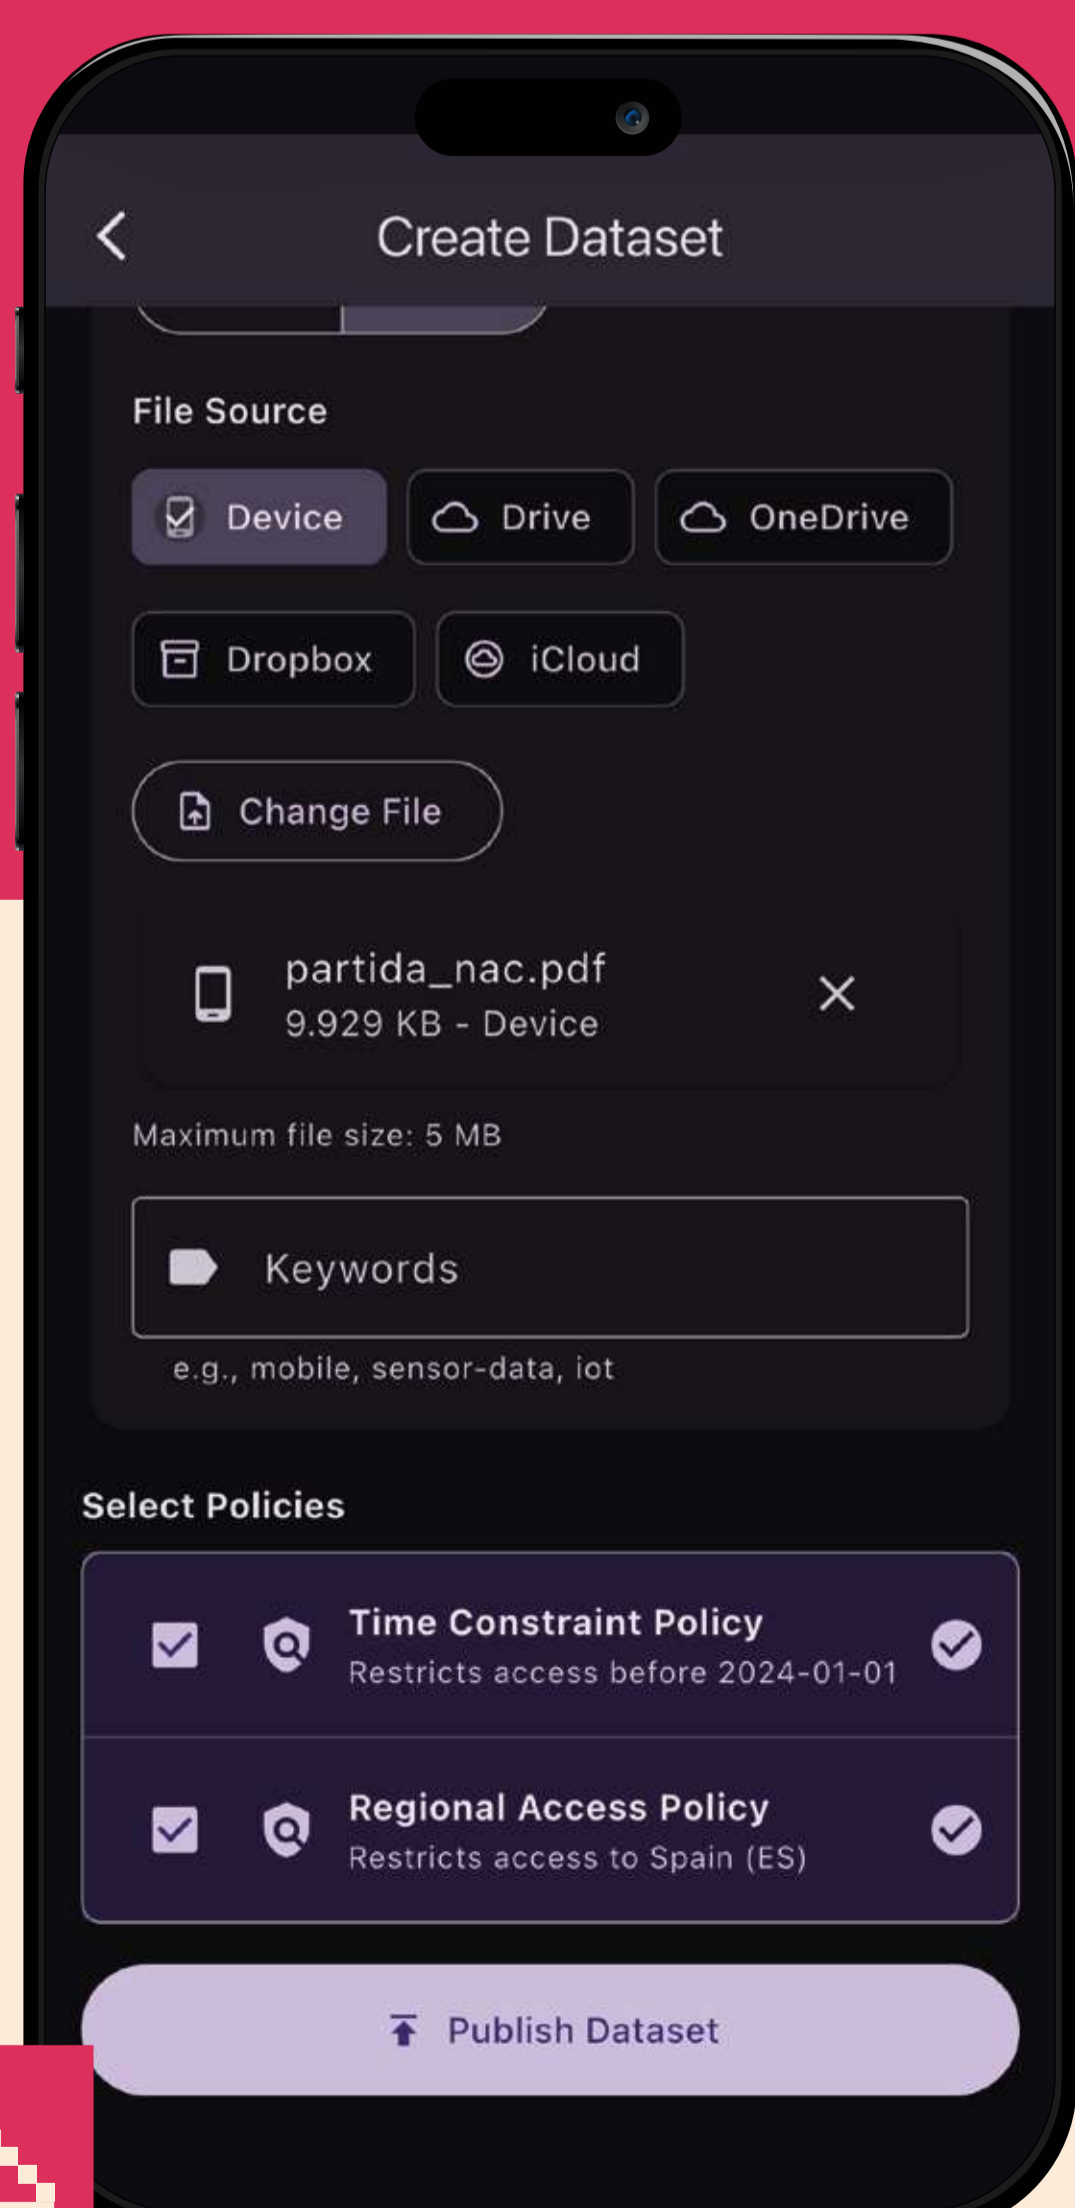 Create Dataset
File Source
Device
Drive
OneDrive
Dropbox
iCloud
Change File
partida_nac.pdf
9.929 KB - Device
Maximum file size: 5 MB
Keywords
e.g., mobile, sensor-data, iot
Select Policies
Time Constraint Policy
Restricts access before 2024-01-01
Regional Access Policy
Restricts access to Spain (ES)
Publish Dataset